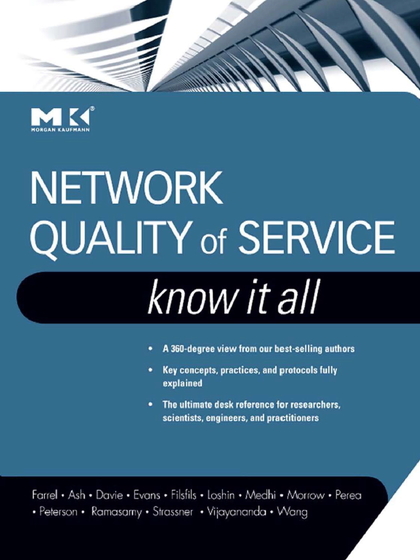 MK®
MORGAN KAUFMANN
NETWORK
QUALITY of SERVICE
know it all
• A 360-degree view from our best-selling authors
• Key concepts, practices, and protocols fully
explained
• The ultimate desk reference for researchers,
scientists, engineers, and practitioners
Farrel • Ash • Davie • Evans • Filsfils • Loshin • Medhi • Morrow • Perea
• Peterson • Ramasamy • Strassner • Vijayananda • Wang